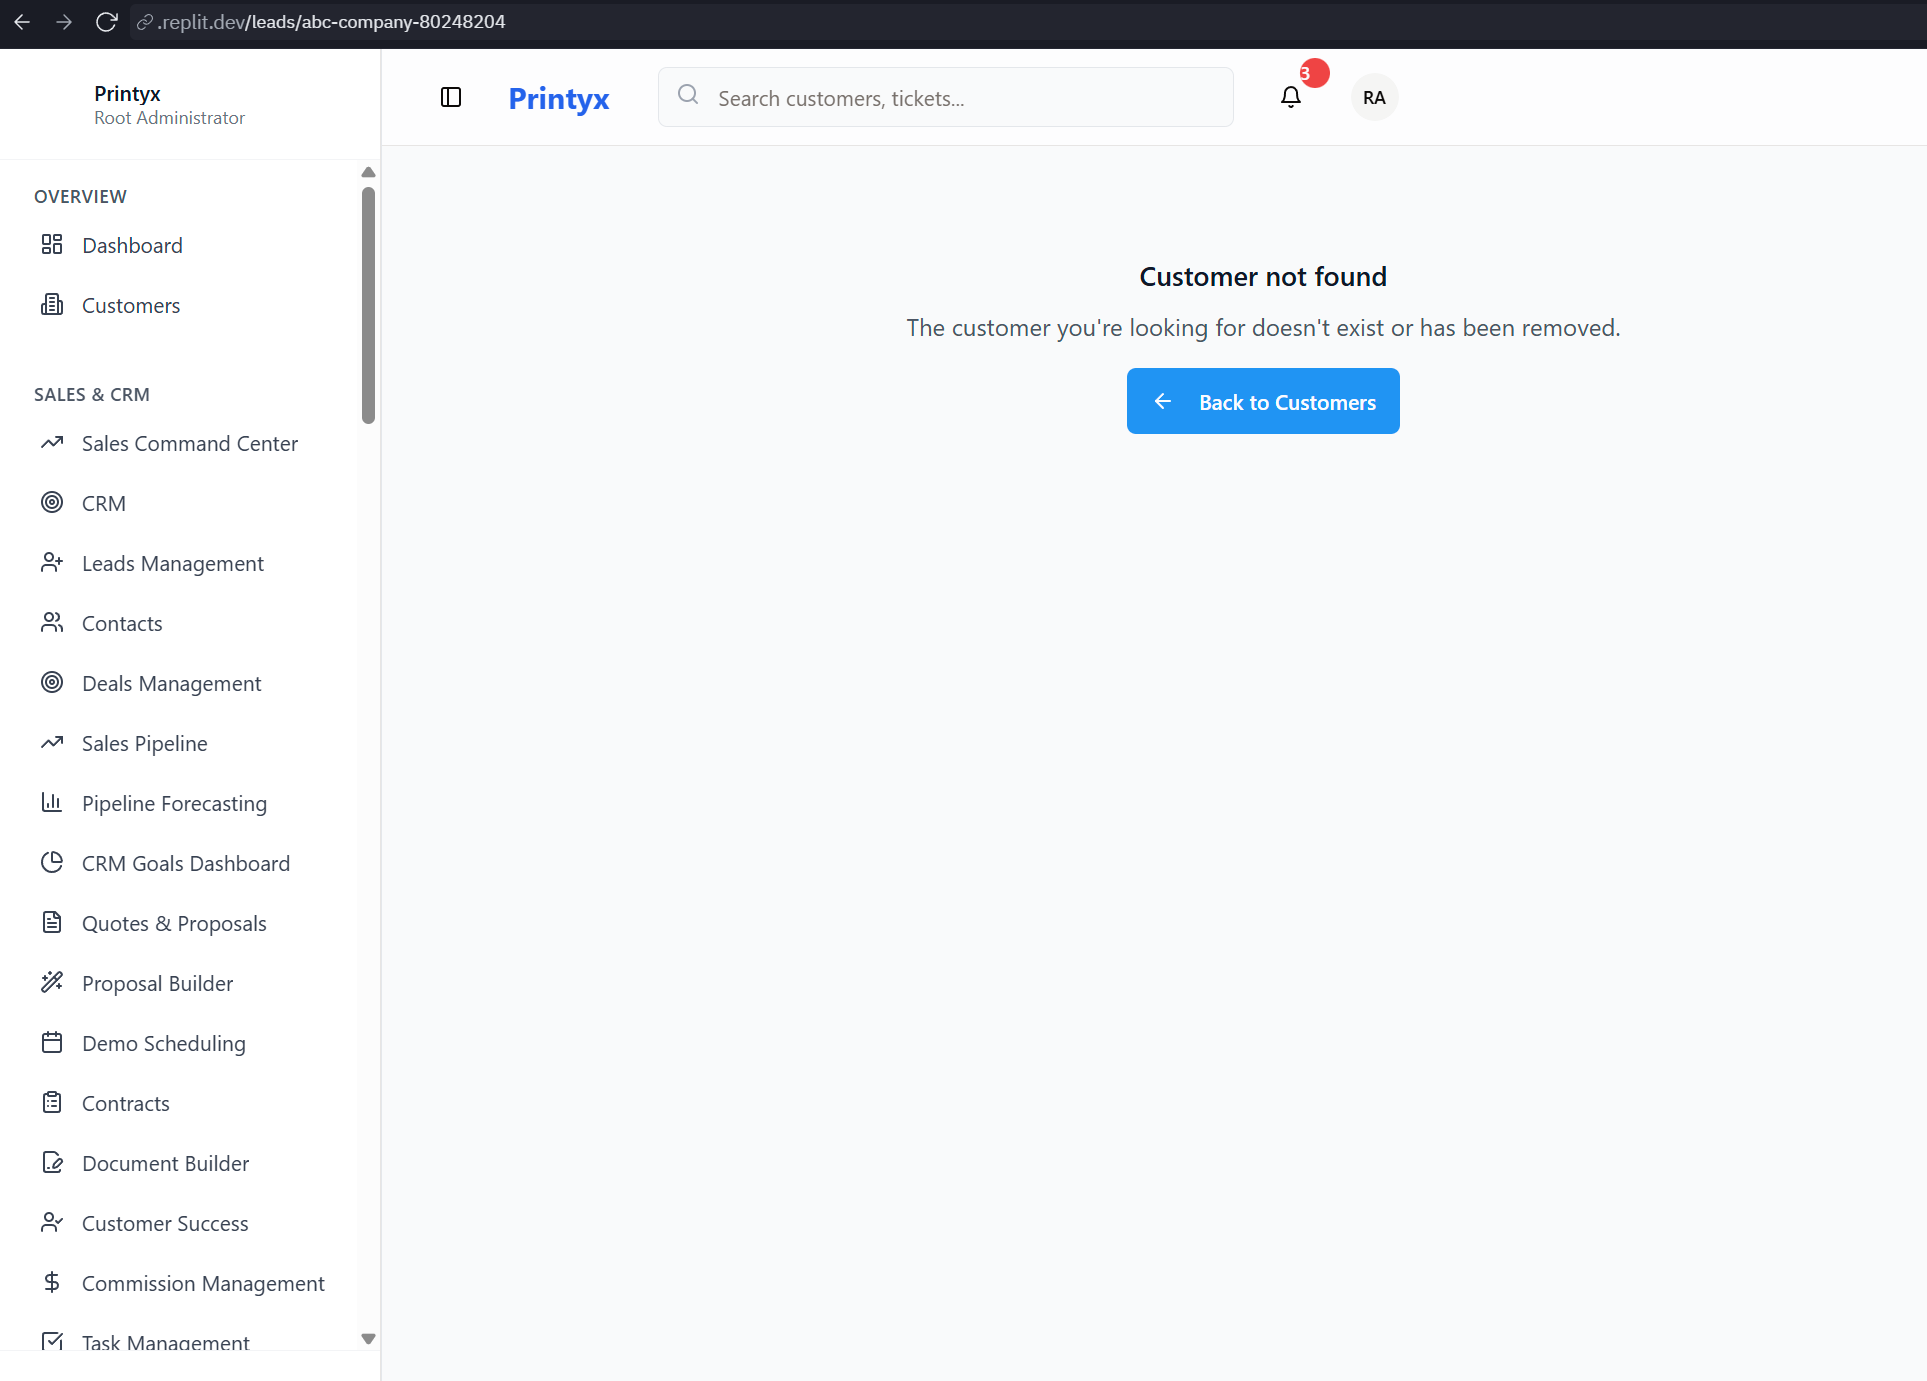 .replit.dev/leads/abc-company-80248204
Printyx
Root Administrator
OVERVIEW
Dashboard
Customers
SALES & CRM
Sales Command Center
CRM
Leads Management
Contacts
Deals Management
Sales Pipeline
Pipeline Forecasting
CRM Goals Dashboard
Quotes & Proposals
Proposal Builder
Demo Scheduling
Contracts
Document Builder
Customer Success
Commission Management
Task Management
Printyx
Search customers, tickets...
3
RA
Customer not found
The customer you're looking for doesn't exist or has been removed.
Back to Customers